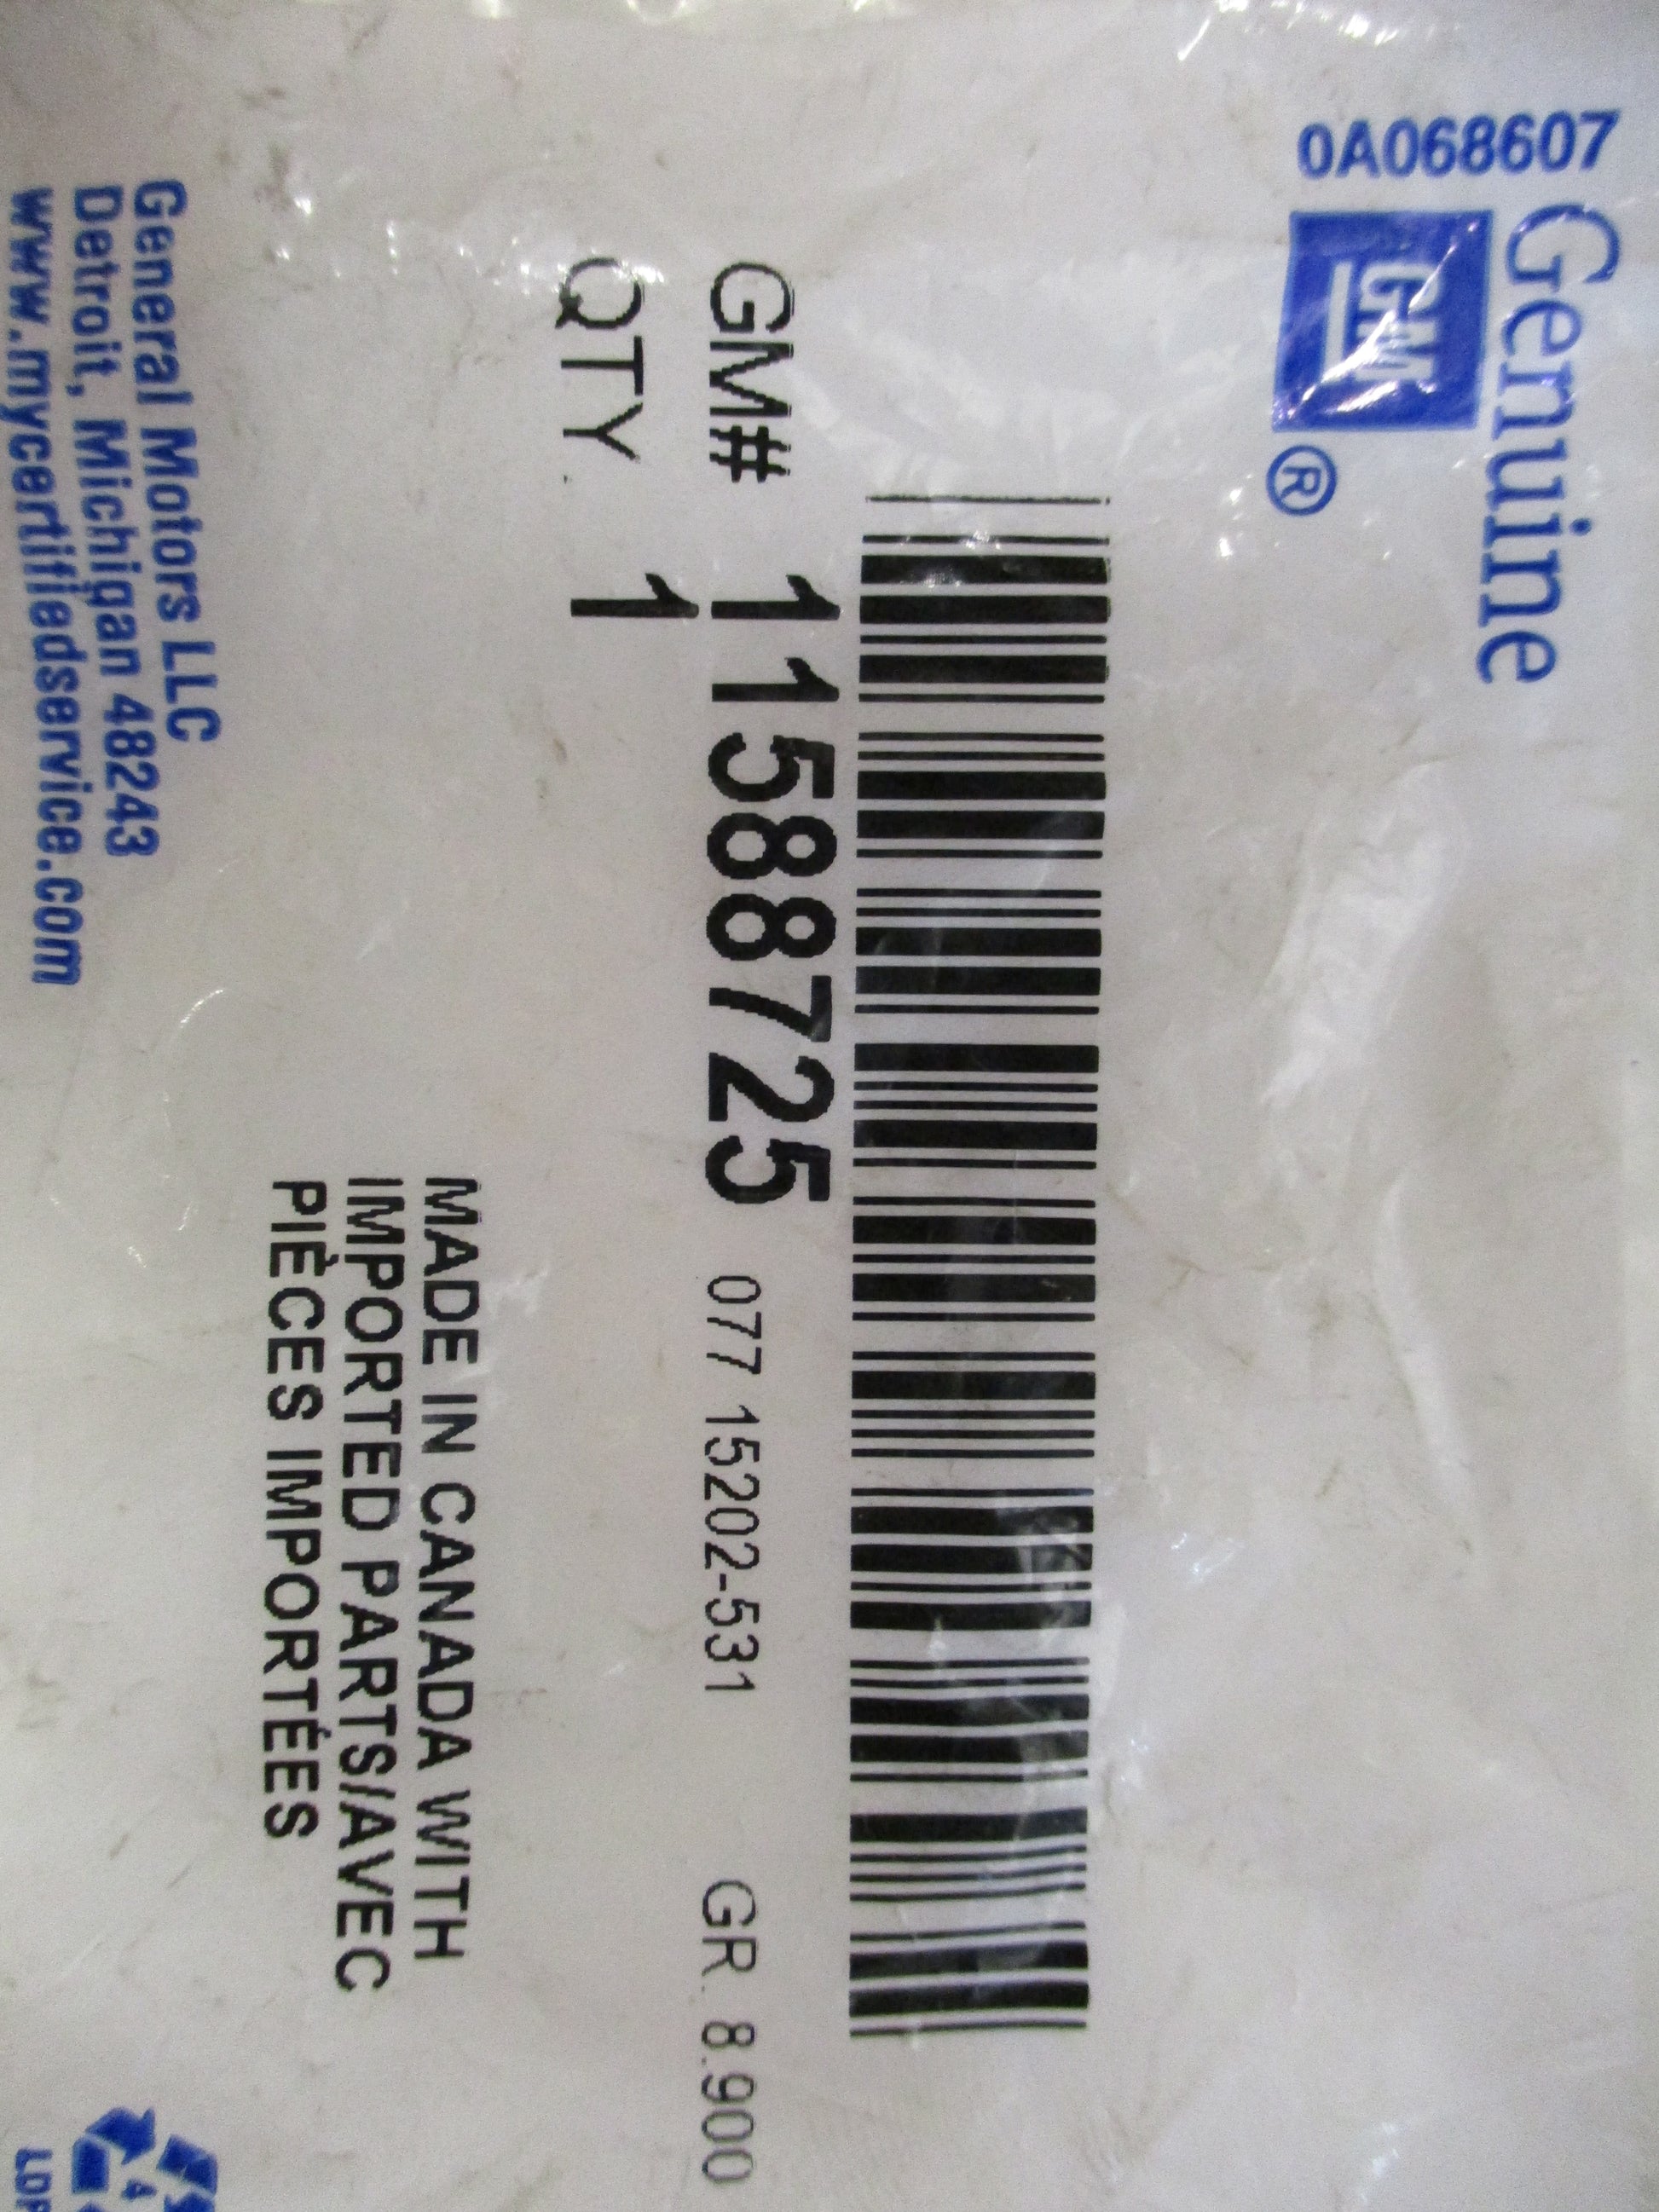 0A068607
Genuine
GM ®
GM# 11588725 077 15202-531 GR. 8.900
QTY. 1
MADE IN CANADA WITH
IMPORTED PARTS/AVEC
PIÈCES IMPORTÉES
General Motors LLC
Detroit, Michigan 48243
www.mycertifiedservice.com
4